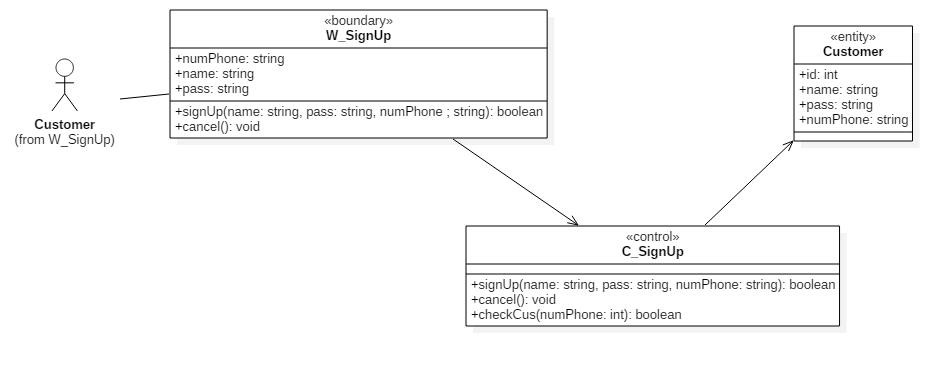 «boundary»
W_SignUp
+numPhone: string
+name: string
+pass: string
+signUp(name: string, pass: string, numPhone ; string): boolean
+cancel(): void
Customer
(from W_SignUp)
«entity»
Customer
+id: int
+name: string
+pass: string
+numPhone: string
«control»
C_SignUp
+signUp(name: string, pass: string, numPhone: string): boolean
+cancel(): void
+checkCus(numPhone: int): boolean